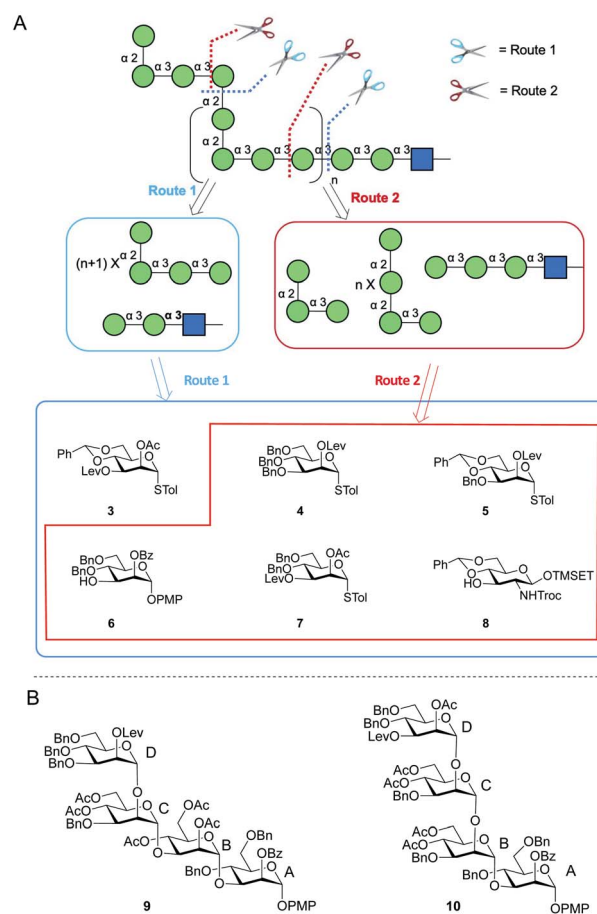 A
= Route 1
= Route 2
α 2
α 3
α 3
α 2
α 2
α 3
α 3
α 3
α 3
α 3
n
Route 1
Route 2
(n+1) X
α 2
α 3
α 3
α 3
α 3
α 2
α 3
n X
α 2
α 2
α 3
α 3
α 3
α 3
Route 1
Route 2
Ph
O
O
OAc
LevO
O
STol
3
BnO
BnO
BnO
OLev
O
STol
4
Ph
O
O
OLev
BnO
O
STol
5
BnO
BnO
HO
OBz
O
OPMP
6
BnO
BnO
LevO
OAc
O
STol
7
Ph
O
O
HO
O
OTMSET
NHTroc
8
B
BnO
BnO
BnO
OLev
O
D
O
AcO
AcO
BnO
O
C
O
OAc
AcO
AcO
OAc
O
B
O
OBn
BnO
OBz
O
A
OPMP
9
BnO
BnO
LevO
OAc
O
D
O
AcO
AcO
BnO
O
C
O
AcO
AcO
BnO
O
B
O
OBn
BnO
OBz
O
A
OPMP
10